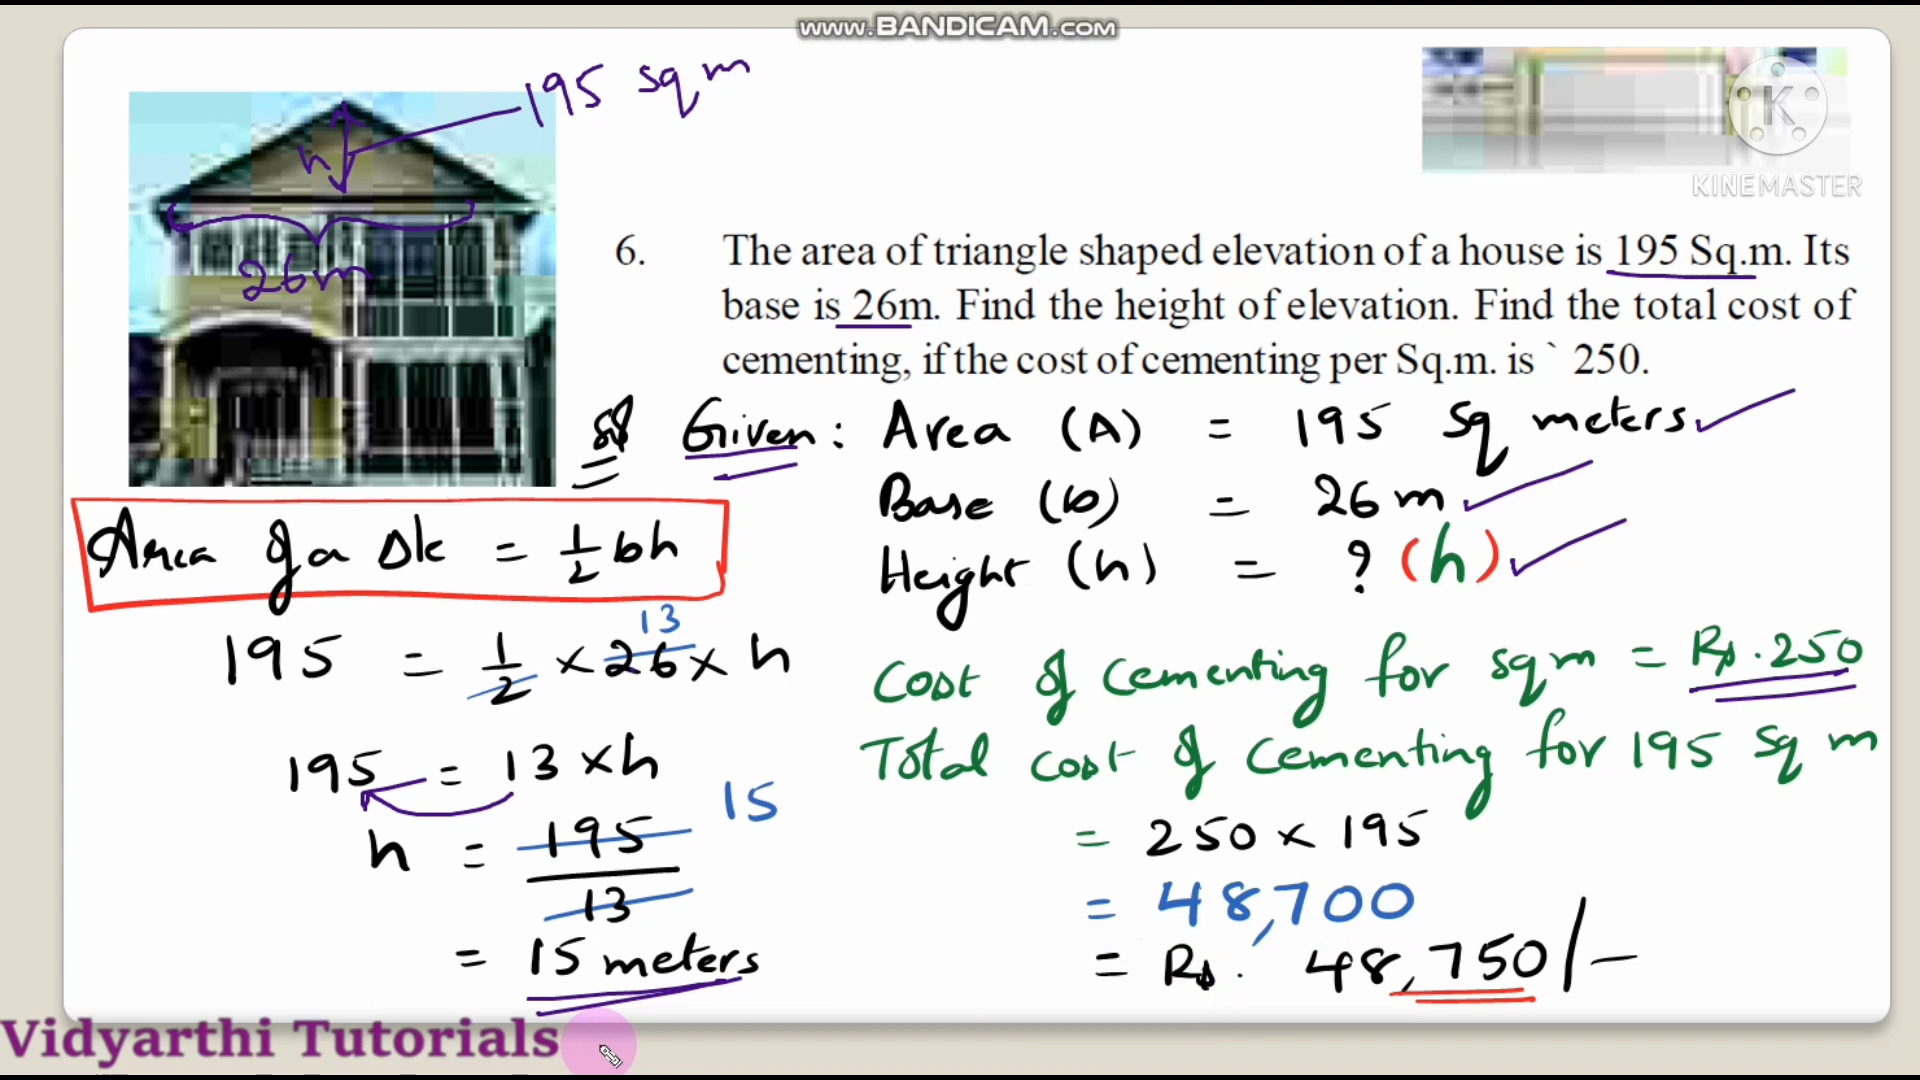 www.BANDICAM.com
195 sq m
h
26m
K
KINEMASTER
6. The area of triangle shaped elevation of a house is 195 Sq.m. Its
base is 26m. Find the height of elevation. Find the total cost of
cementing, if the cost of cementing per Sq.m. is ` 250.
Given: Area (A) = 195 Sq meters
Base (b) = 26 m
Height (h) = ? (h)
Area of a Δle = 1/2 bh
13
195 = 1/2 × 26 × h
195 = 13 × h
h = 195/13 15
= 15 meters
Cost of Cementing for sqm = Rs. 250
Total cost of Cementing for 195 sq m
= 250 × 195
= 48,700
= Rs. 48,750/-
Vidyarthi Tutorials